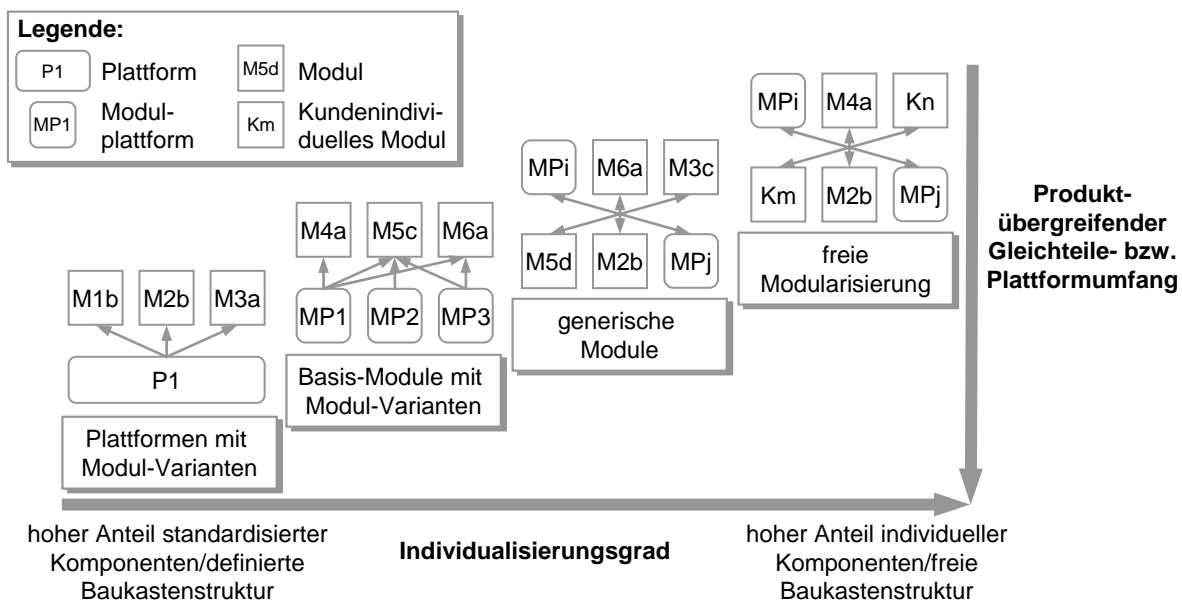 Legende:
P1 Plattform
M5d Modul
MP1 Modul-
plattform
Km Kundenindivi-
duelles Modul
M1b M2b M3a
P1
Plattformen mit
Modul-Varianten
M4a M5c M6a
MP1 MP2 MP3
Basis-Module mit
Modul-Varianten
MPi M6a M3c
M5d M2b MPj
generische
Module
MPi M4a Kn
Km M2b MPj
freie
Modularisierung
Produkt-
übergreifender
Gleichteile- bzw.
Plattformumfang
hoher Anteil standardisierter
Komponenten/definierte
Baukastenstruktur
Individualisierungsgrad
hoher Anteil individueller
Komponenten/freie
Baukastenstruktur